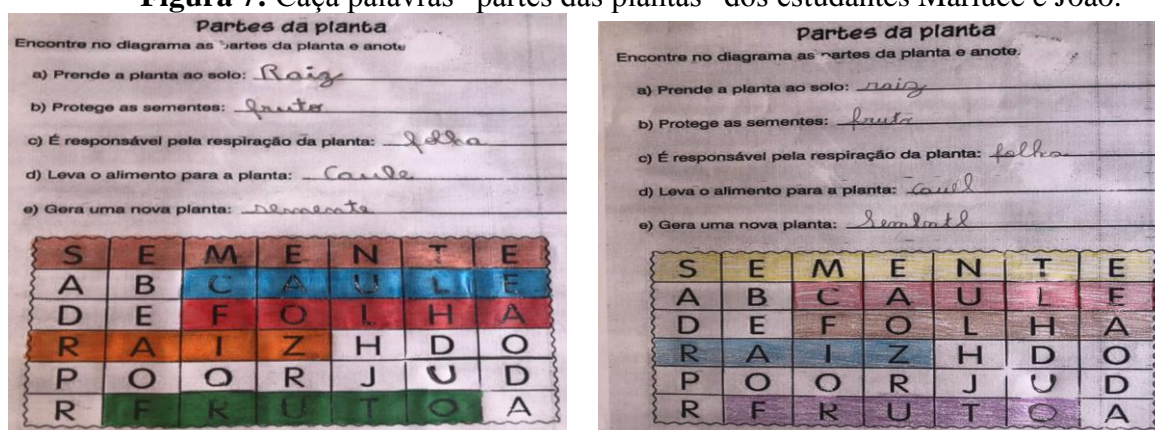 Figura 7: Caça palavras "partes das plantas" dos estudantes Mariuce e João.
Partes da planta
Encontre no diagrama as partes da planta e anote
a) Prende a planta ao solo: Raiz
b) Protege as sementes: fruto
c) É responsável pela respiração da planta: folha
d) Leva o alimento para a planta: Caule
e) Gera uma nova planta: semente
S E M E N T E
A B C A U L E
D E F O L H A
R A I Z H D O
P O O R J U D
R F R U T O A
Partes da planta
Encontre no diagrama as partes da planta e anote.
a) Prende a planta ao solo: raiz
b) Protege as sementes: fruto
c) É responsável pela respiração da planta: folha
d) Leva o alimento para a planta:
e) Gera uma nova planta:
S E M E N T E
A B C A U L E
D E F O L H A
R A I Z H D O
P O O R J U D
R F R U T O A